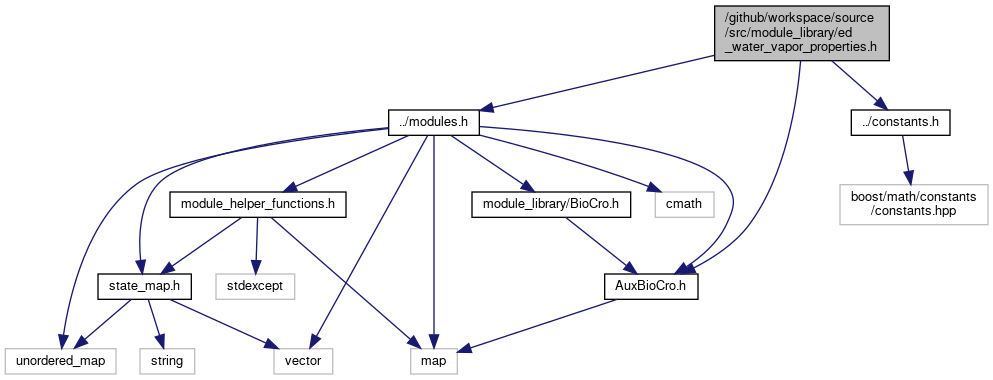 /github/workspace/source
/src/module_library/ed
_water_vapor_properties.h
../modules.h
../constants.h
module_helper_functions.h
module_library/BioCro.h
cmath
boost/math/constants
/constants.hpp
state_map.h
stdexcept
AuxBioCro.h
unordered_map
string
vector
map